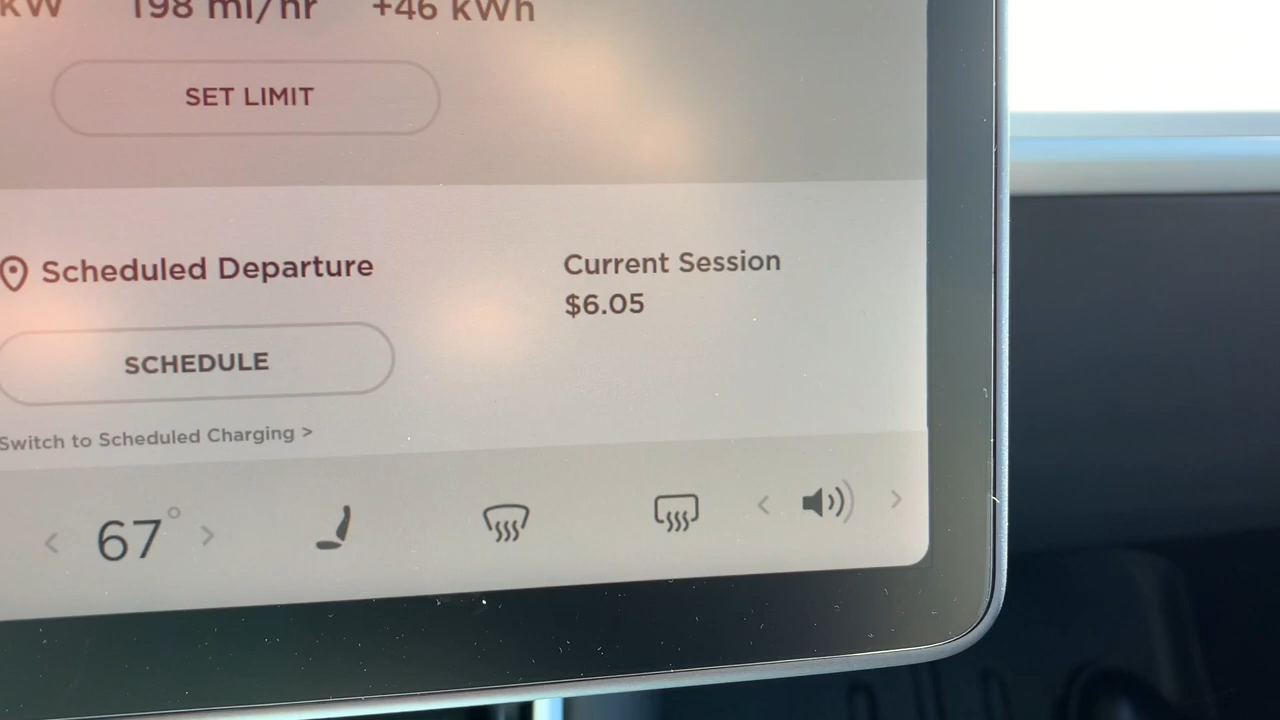 kW 198 mi/hr +46 kWh
SET LIMIT
Scheduled Departure
Current Session
$6.05
SCHEDULE
Switch to Scheduled Charging >
< 67° >
< >